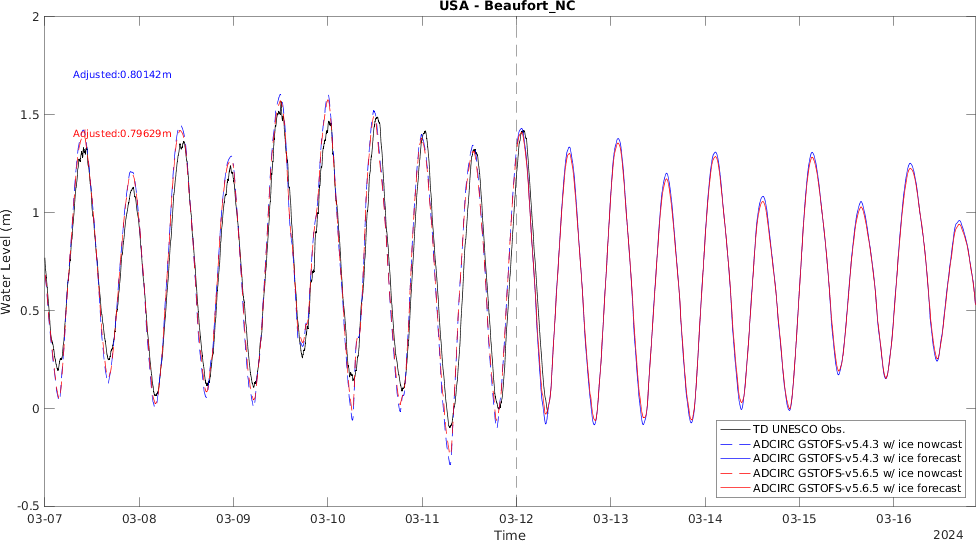 USA - Beaufort_NC
2
Adjusted:0.80142m
1.5
Adjusted:0.79629m
1
Water Level (m)
0.5
0
-0.5
TD UNESCO Obs.
ADCIRC GSTOFS-v5.4.3 w/ ice nowcast
ADCIRC GSTOFS-v5.4.3 w/ ice forecast
ADCIRC GSTOFS-v5.6.5 w/ ice nowcast
ADCIRC GSTOFS-v5.6.5 w/ ice forecast
03-07 03-08 03-09 03-10 03-11 03-12 03-13 03-14 03-15 03-16
Time
2024